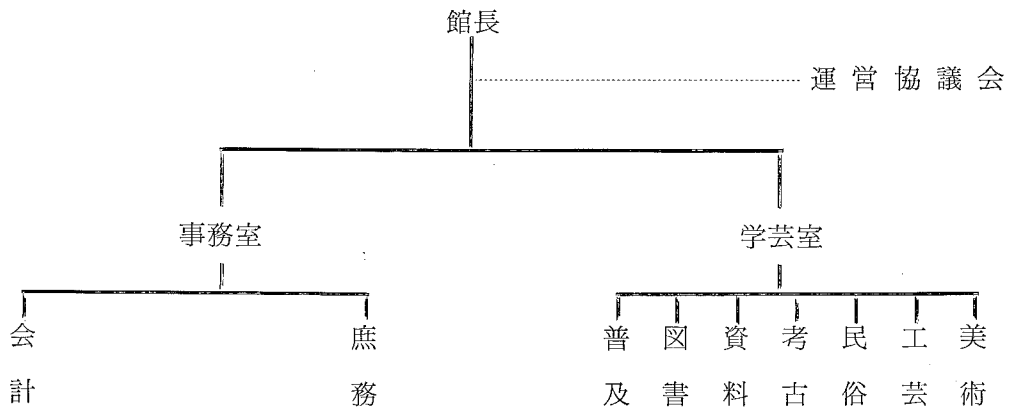 館長
運営協議会
事務室
学芸室
会計
庶務
普及
図書
資料
考古
民俗
工芸
美術